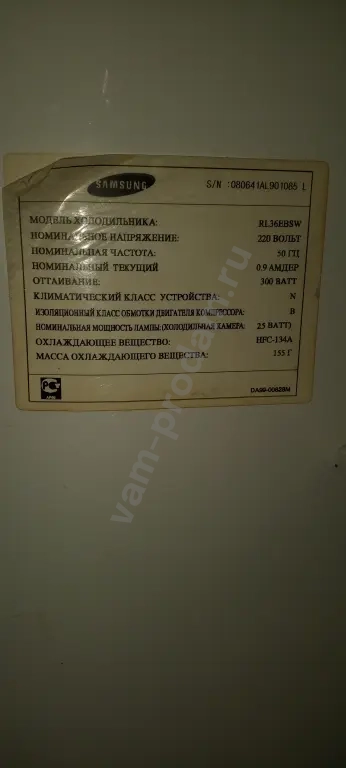 SAMSUNG S/N :080641AL901085 L
МОДЕЛЬ ХОЛОДИЛЬНИКА: RL36EBSW
НОМИНАЛЬНОЕ НАПРЯЖЕНИЕ: 220 ВОЛЬТ
НОМИНАЛЬНАЯ ЧАСТОТА: 50 ГЦ
НОМИНАЛЬНЫЙ ТЕКУЩИЙ 0.9 АМПЕР
ОТТАИВАНИЕ: 300 ВАТТ
КЛИМАТИЧЕСКИЙ КЛАСС УСТРОЙСТВА: N
ИЗОЛЯЦИОННЫЙ КЛАСС ОБМОТКИ ДВИГАТЕЛЯ КОМПРЕССОРА: B
НОМИНАЛЬНАЯ МОЩНОСТЬ ЛАМПЫ:(ХОЛОДИЛЬНАЯ КАМЕРА: 25 ВАТТ)
ОХЛАЖДАЮЩЕЕ ВЕЩЕСТВО: HFC-134A
МАССА ОХЛАЖДАЮЩЕГО ВЕЩЕСТВА: 155 Г
vam-prodam.ru